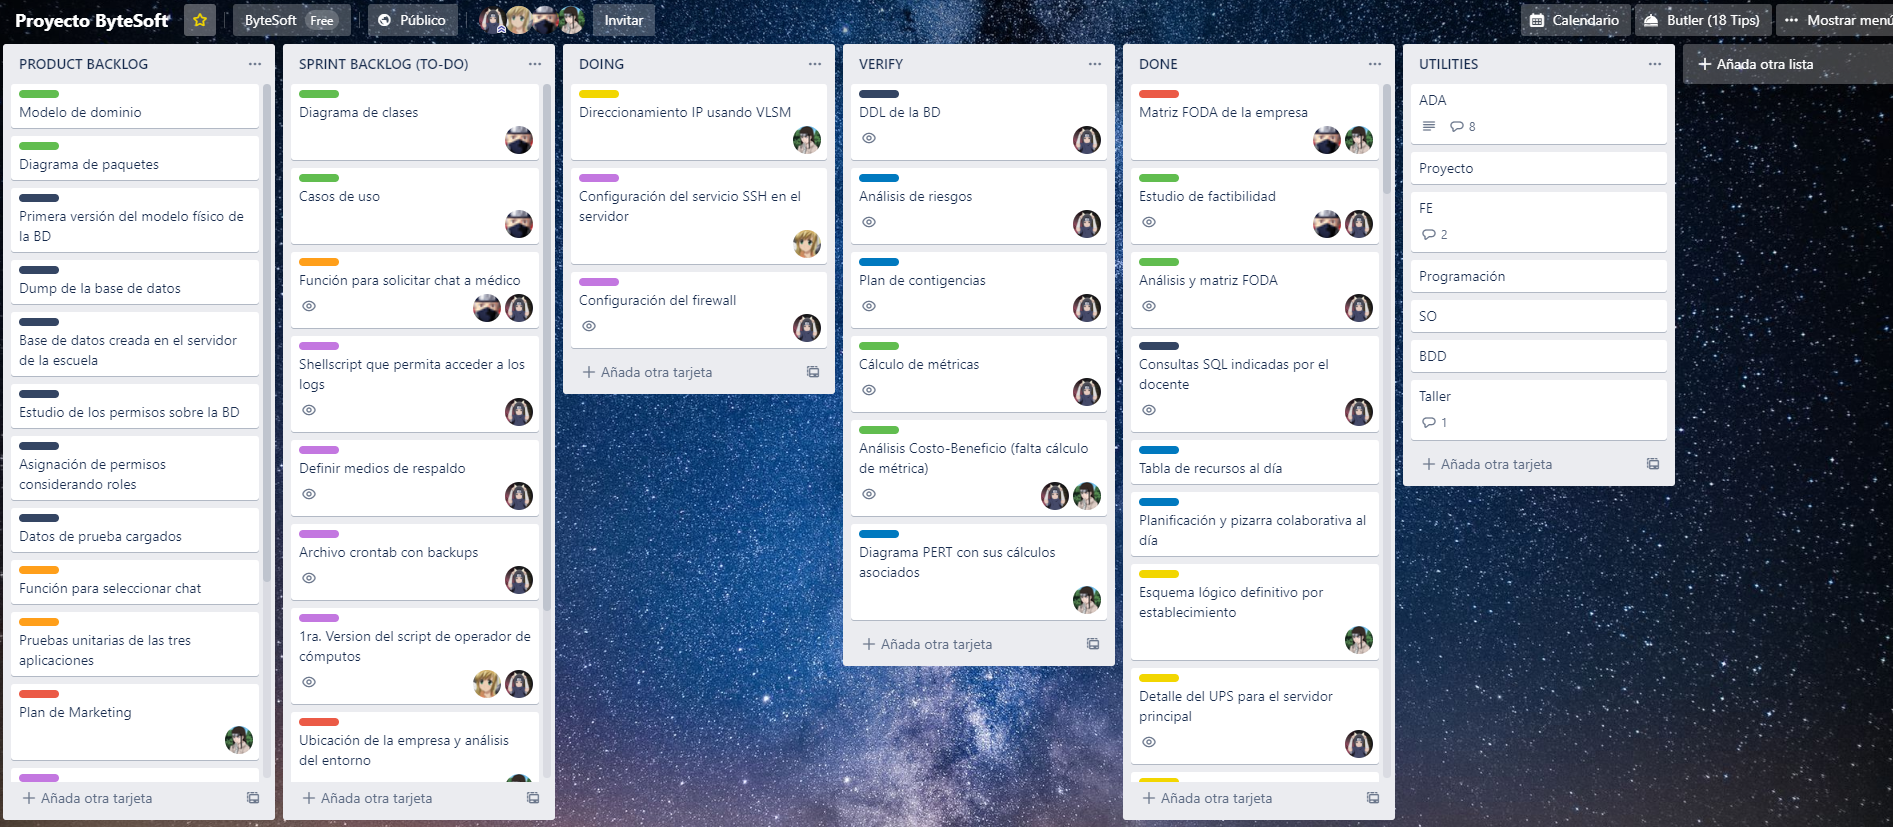 Proyecto ByteSoft
ByteSoft Free
Público
Invitar
Calendario
Butler (18 Tips)
Mostrar menú
PRODUCT BACKLOG
Modelo de dominio
Diagrama de paquetes
Primera versión del modelo físico de
la BD
Dump de la base de datos
Base de datos creada en el servidor
de la escuela
Estudio de los permisos sobre la BD
Asignación de permisos
considerando roles
Datos de prueba cargados
Función para seleccionar chat
Pruebas unitarias de las tres
aplicaciones
Plan de Marketing
Añada otra tarjeta
SPRINT BACKLOG (TO-DO)
Diagrama de clases
Casos de uso
Función para solicitar chat a médico
Shellscript que permita acceder a los
logs
Definir medios de respaldo
Archivo crontab con backups
1ra. Version del script de operador de
cómputos
Ubicación de la empresa y análisis
del entorno
Añada otra tarjeta
DOING
Direccionamiento IP usando VLSM
Configuración del servicio SSH en el
servidor
Configuración del firewall
Añada otra tarjeta
VERIFY
DDL de la BD
Análisis de riesgos
Plan de contigencias
Cálculo de métricas
Análisis Costo-Beneficio (falta cálculo
de métrica)
Diagrama PERT con sus cálculos
asociados
Añada otra tarjeta
DONE
Matriz FODA de la empresa
Estudio de factibilidad
Análisis y matriz FODA
Consultas SQL indicadas por el
docente
Tabla de recursos al día
Planificación y pizarra colaborativa al
día
Esquema lógico definitivo por
establecimiento
Detalle del UPS para el servidor
principal
Añada otra tarjeta
UTILITIES
ADA
8
Proyecto
FE
2
Programación
SO
BDD
Taller
1
Añada otra tarjeta
Añada otra lista